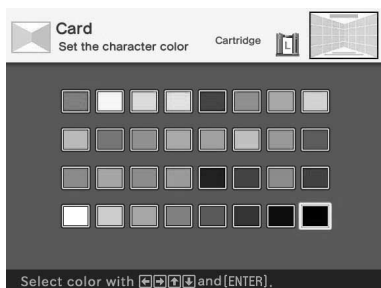 Card
Set the character color
Cartridge
L
Select color with ←→↑↓and[ENTER].